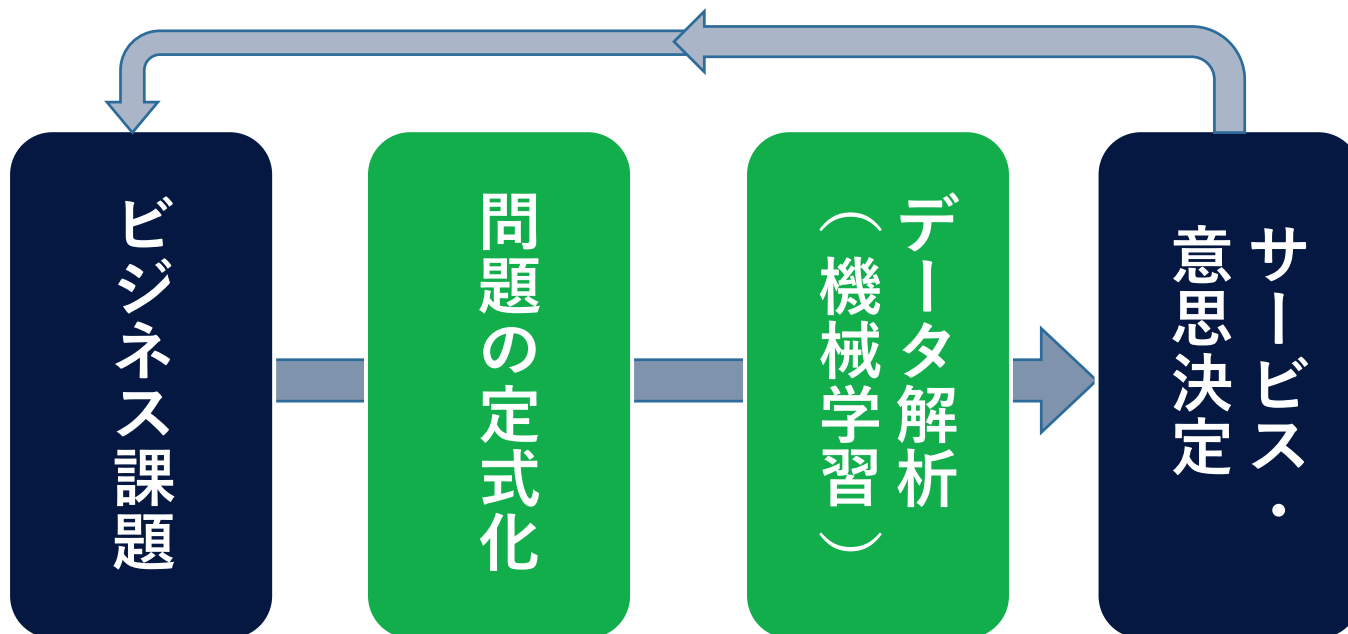 ビジネス課題
問題の定式化
データ解析
（機械学習）
サービス・
意思決定